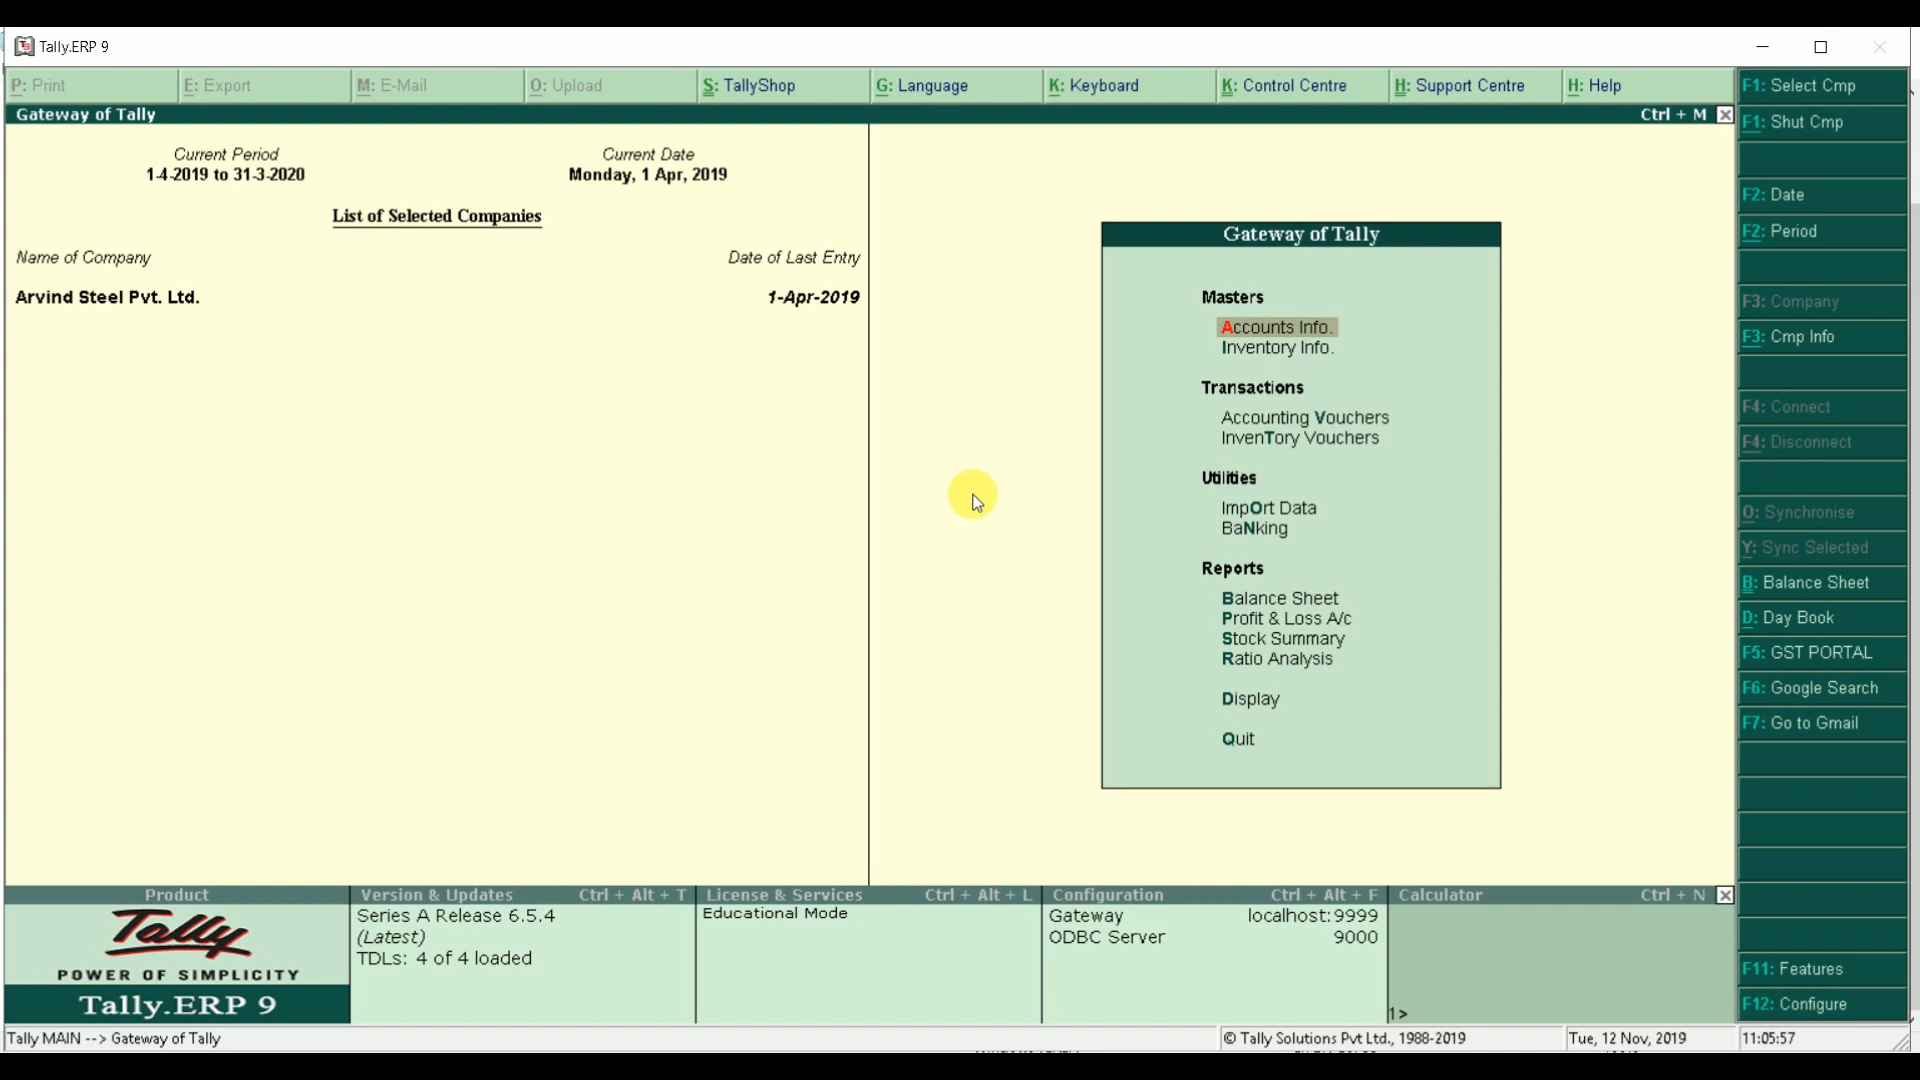 Tally.ERP 9
P: Print E: Export M: E-Mail O: Upload S: TallyShop G: Language K: Keyboard K: Control Centre H: Support Centre H: Help
Gateway of Tally Ctrl + M
Current Period Current Date
1-4-2019 to 31-3-2020 Monday, 1 Apr, 2019
List of Selected Companies
Name of Company Date of Last Entry
Arvind Steel Pvt. Ltd. 1-Apr-2019
Gateway of Tally
Masters
Accounts Info.
Inventory Info.
Transactions
Accounting Vouchers
InvenTory Vouchers
Utilities
ImpOrt Data
BaNking
Reports
Balance Sheet
Profit & Loss A/c
Stock Summary
Ratio Analysis
Display
Quit
F1: Select Cmp
F1: Shut Cmp
F2: Date
F2: Period
F3: Company
F3: Cmp Info
F4: Connect
F4: Disconnect
O: Synchronise
Y: Sync Selected
B: Balance Sheet
D: Day Book
F5: GST PORTAL
F6: Google Search
F7: Go to Gmail
F11: Features
F12: Configure
Product
Tally
POWER OF SIMPLICITY
Tally.ERP 9
Version & Updates Ctrl + Alt + T
Series A Release 6.5.4
(Latest)
TDLs: 4 of 4 loaded
License & Services Ctrl + Alt + L
Educational Mode
Configuration Ctrl + Alt + F
Gateway localhost:9999
ODBC Server 9000
Calculator Ctrl + N
1>
Tally MAIN --> Gateway of Tally © Tally Solutions Pvt Ltd., 1988-2019 Tue, 12 Nov, 2019 11:05:57